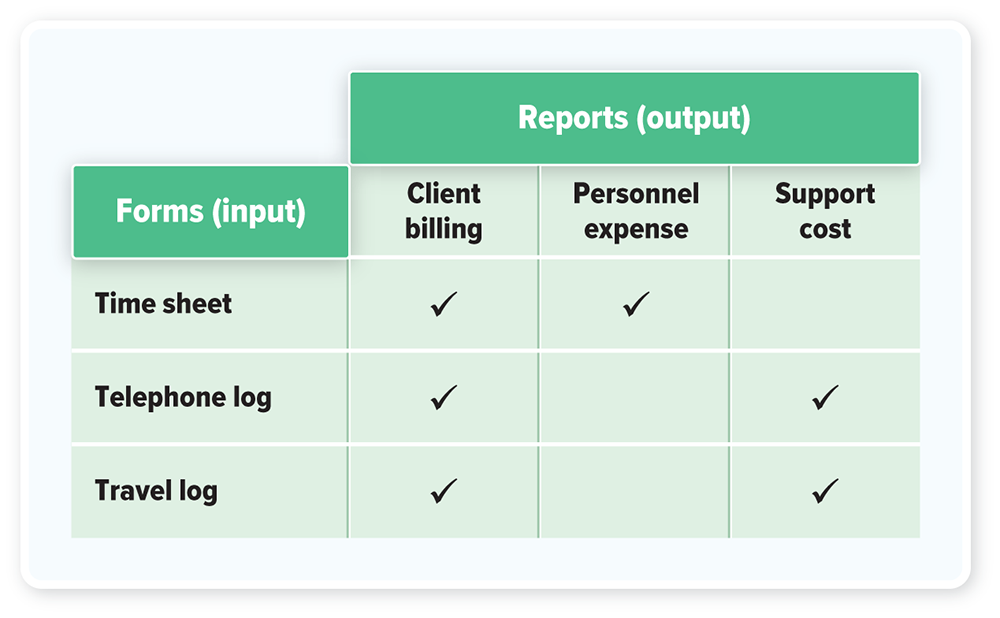 Reports (output)
Forms (input)
Client
billing
Personnel
expense
Support
cost
Time sheet ✓ ✓
Telephone log ✓ ✓
Travel log ✓ ✓